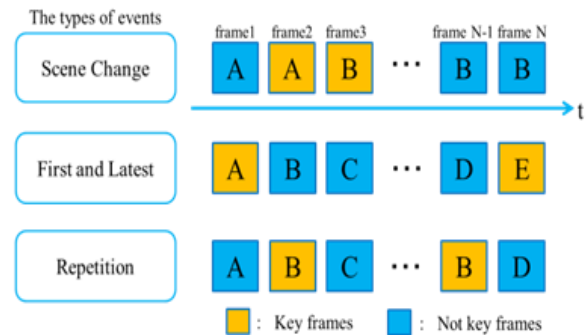 The types of events
frame1 frame2 frame3 frame N-1 frame N
Scene Change A A B ... B B
t
First and Latest A B C ... D E
Repetition A B C ... B D
: Key frames : Not key frames